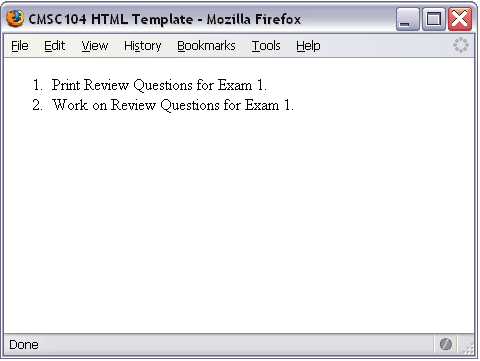 CMSC104 HTML Template - Mozilla Firefox
File Edit View History Bookmarks Tools Help
1. Print Review Questions for Exam 1.
2. Work on Review Questions for Exam 1.
Done